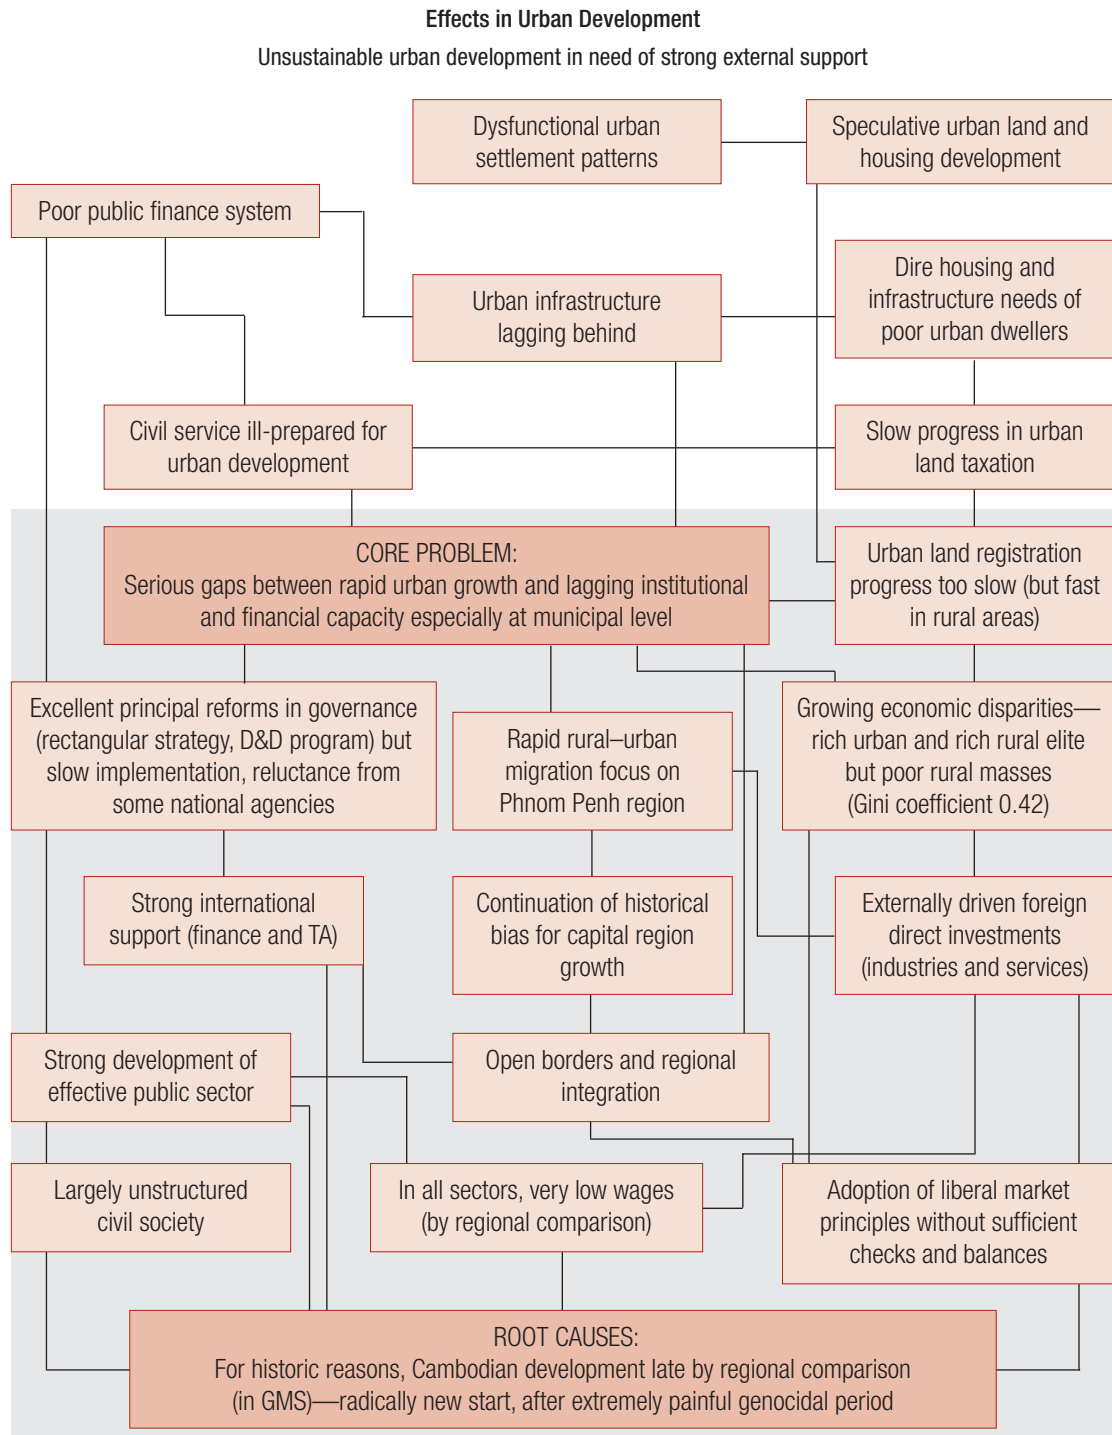 Effects in Urban Development
Unsustainable urban development in need of strong external support
Dysfunctional urban
settlement patterns
Speculative urban land and
housing development
Poor public finance system
Urban infrastructure
lagging behind
Dire housing and
infrastructure needs of
poor urban dwellers
Civil service ill-prepared for
urban development
Slow progress in urban
land taxation
CORE PROBLEM:
Serious gaps between rapid urban growth and lagging institutional
and financial capacity especially at municipal level
Urban land registration
progress too slow (but fast
in rural areas)
Excellent principal reforms in governance
(rectangular strategy, D&D program) but
slow implementation, reluctance from
some national agencies
Rapid rural–urban
migration focus on
Phnom Penh region
Growing economic disparities—
rich urban and rich rural elite
but poor rural masses
(Gini coefficient 0.42)
Strong international
support (finance and TA)
Continuation of historical
bias for capital region
growth
Externally driven foreign
direct investments
(industries and services)
Strong development of
effective public sector
Open borders and regional
integration
Largely unstructured
civil society
In all sectors, very low wages
(by regional comparison)
Adoption of liberal market
principles without sufficient
checks and balances
ROOT CAUSES:
For historic reasons, Cambodian development late by regional comparison
(in GMS)—radically new start, after extremely painful genocidal period